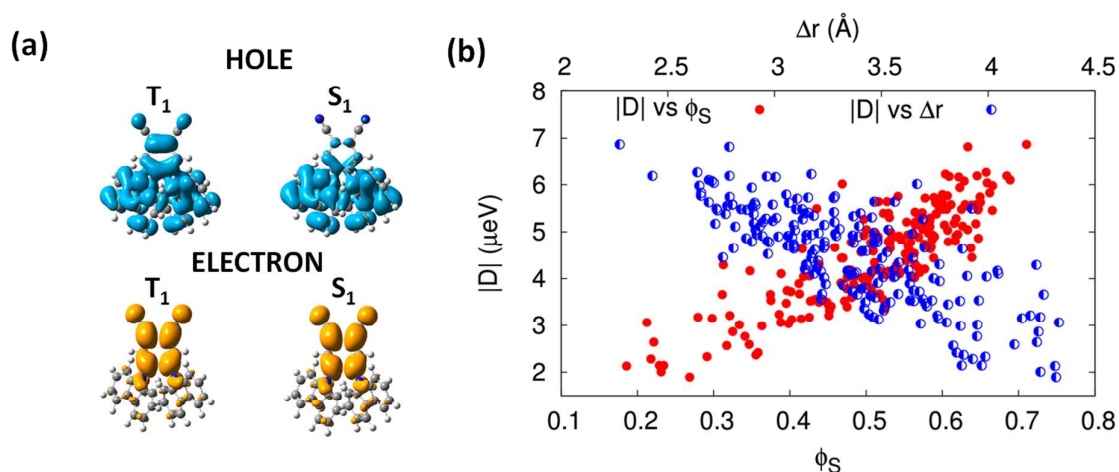 (a)
HOLE
T₁ S₁
ELECTRON
T₁ S₁
(b)
Δr (Å)
2 2.5 3 3.5 4 4.5
|D| vs ϕS |D| vs Δr
|D| (μeV)
8
7
6
5
4
3
2
0.1 0.2 0.3 0.4 0.5 0.6 0.7 0.8
ϕS